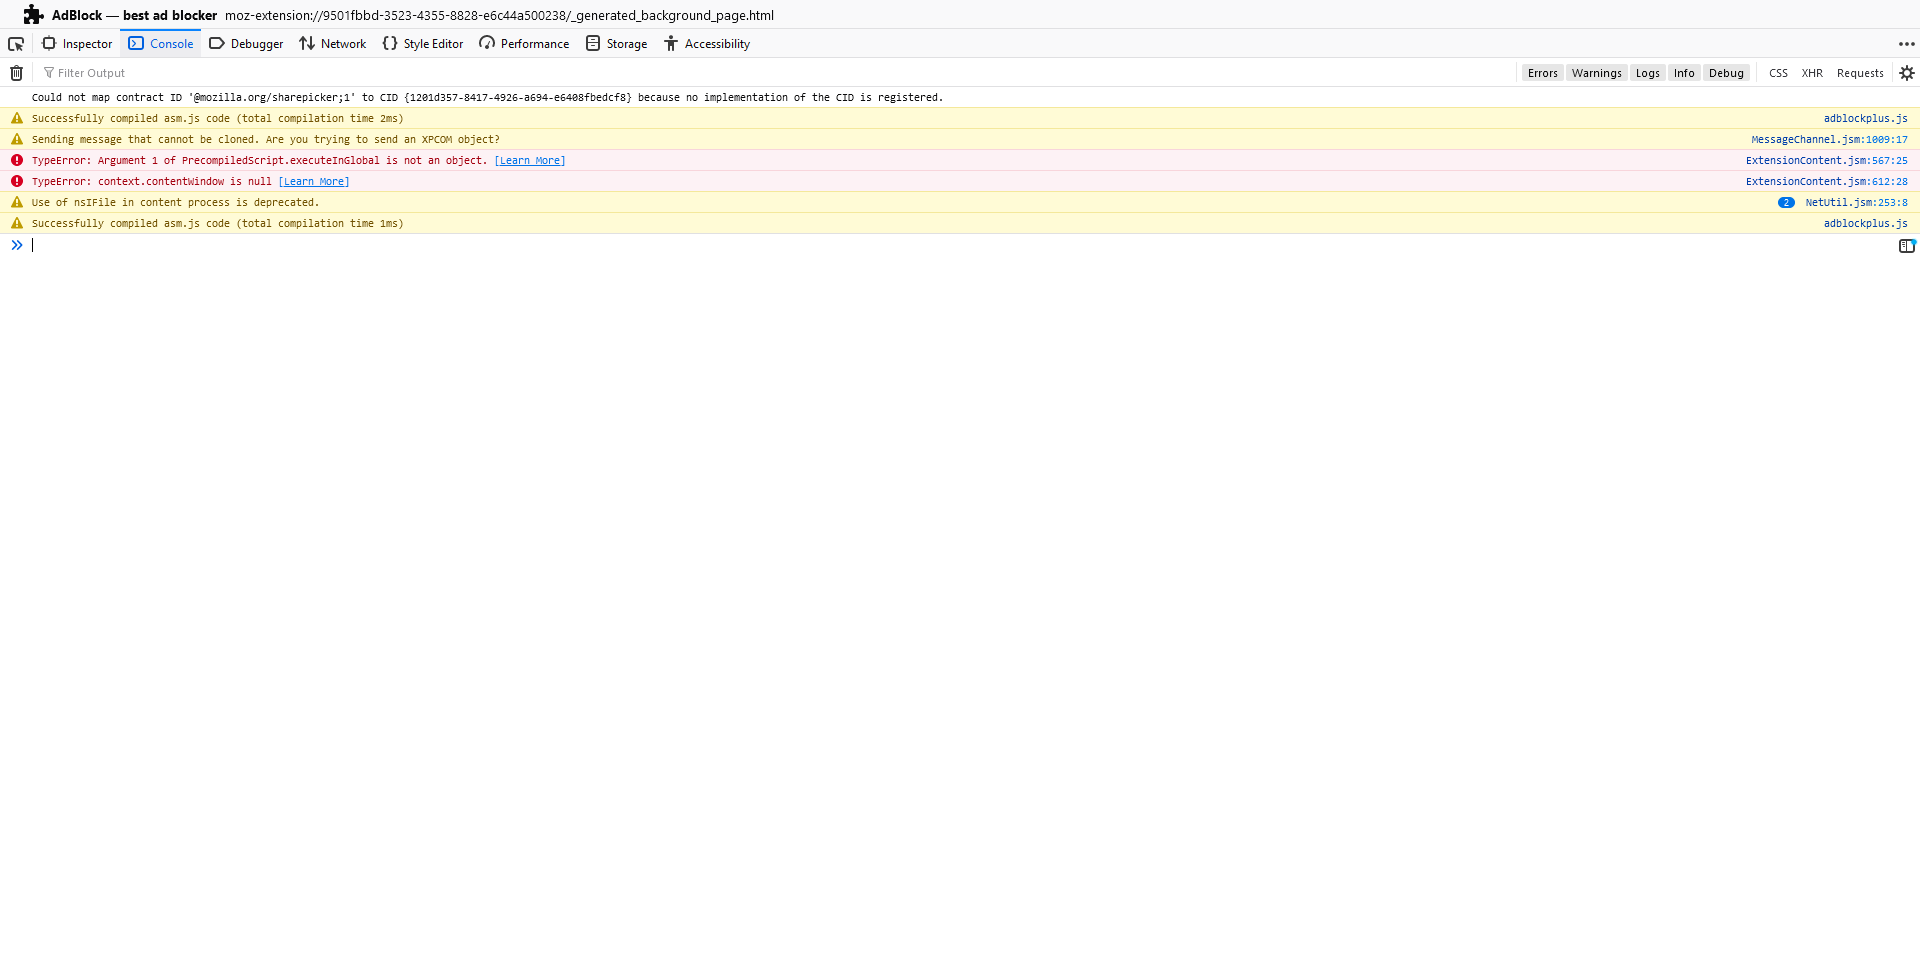 AdBlock — best ad blocker moz-extension://9501fbbd-3523-4355-8828-e6c44a500238/_generated_background_page.html
Inspector Console Debugger Network Style Editor Performance Storage Accessibility
Filter Output Errors Warnings Logs Info Debug CSS XHR Requests
Could not map contract ID '@mozilla.org/sharepicker;1' to CID {1201d357-8417-4926-a694-e6408fbedcf8} because no implementation of the CID is registered.
Successfully compiled asm.js code (total compilation time 2ms) adblockplus.js
Sending message that cannot be cloned. Are you trying to send an XPCOM object? MessageChannel.jsm:1009:17
TypeError: Argument 1 of PrecompiledScript.executeInGlobal is not an object. [Learn More] ExtensionContent.jsm:567:25
TypeError: context.contentWindow is null [Learn More] ExtensionContent.jsm:612:28
Use of nsIFile in content process is deprecated. 2 NetUtil.jsm:253:8
Successfully compiled asm.js code (total compilation time 1ms) adblockplus.js